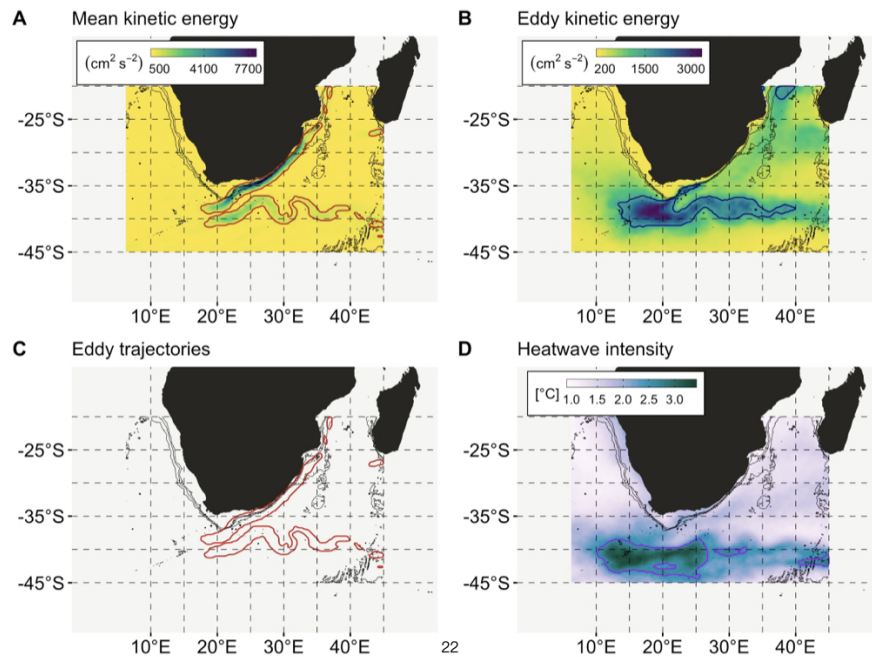 A Mean kinetic energy
(cm² s⁻²)
500 4100 7700
-25°S
-35°S
-45°S
10°E 20°E 30°E 40°E
B Eddy kinetic energy
(cm² s⁻²)
200 1500 3000
-25°S
-35°S
-45°S
10°E 20°E 30°E 40°E
C Eddy trajectories
-25°S
-35°S
-45°S
10°E 20°E 30°E 40°E
D Heatwave intensity
[°C]
1.0 1.5 2.0 2.5 3.0
-25°S
-35°S
-45°S
10°E 20°E 30°E 40°E
22